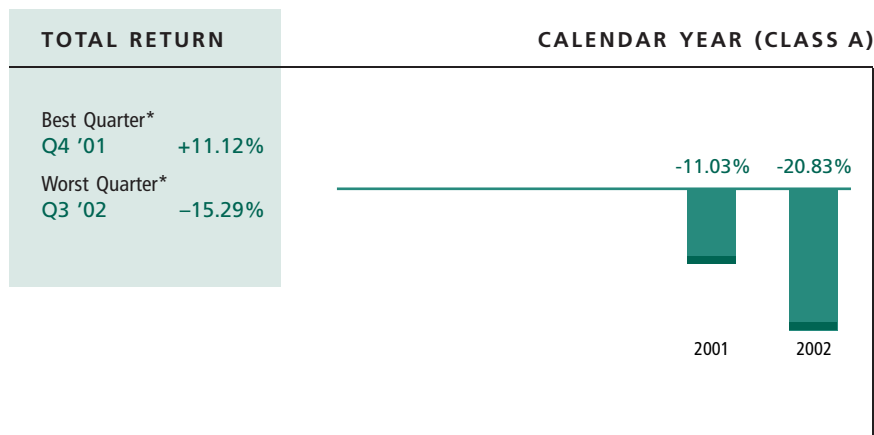 TOTAL RETURN
CALENDAR YEAR (CLASS A)
Best Quarter*
Q4 ’01 +11.12%
Worst Quarter*
Q3 ’02 –15.29%
-11.03% -20.83%
2001 2002